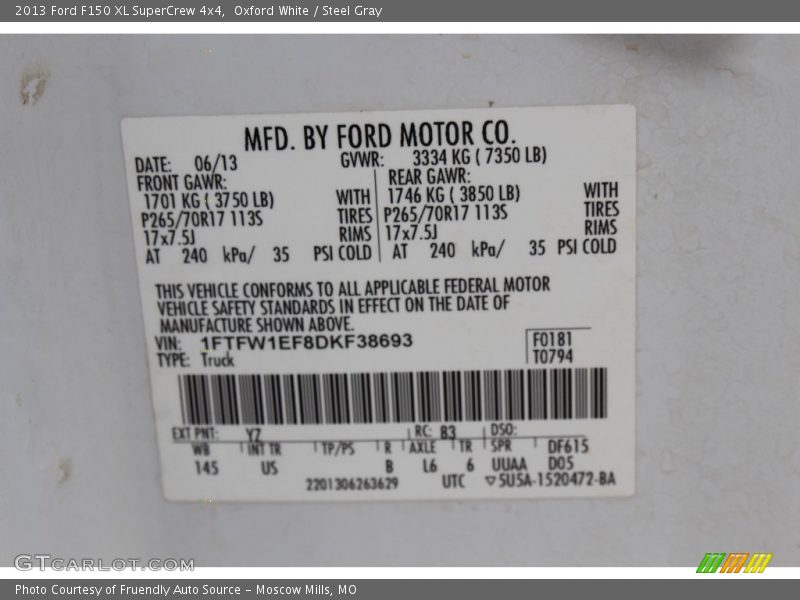 2013 Ford F150 XL SuperCrew 4x4, Oxford White / Steel Gray
MFD. BY FORD MOTOR CO.
DATE: 06/13 GVWR: 3334 KG ( 7350 LB)
FRONT GAWR: REAR GAWR:
1701 KG ( 3750 LB) WITH 1746 KG ( 3850 LB) WITH
P265/70R17 113S TIRES P265/70R17 113S TIRES
17x7.5J RIMS 17x7.5J RIMS
AT 240 kPa/ 35 PSI COLD AT 240 kPa/ 35 PSI COLD
THIS VEHICLE CONFORMS TO ALL APPLICABLE FEDERAL MOTOR
VEHICLE SAFETY STANDARDS IN EFFECT ON THE DATE OF
MANUFACTURE SHOWN ABOVE.
VIN: 1FTFW1EF8DKF38693 F0181
TYPE: Truck T0794
EXT PNT: YZ RC: B3 DSO:
WB INT TR TP/PS R AXLE TR SPR DF615
145 US B L6 6 UUAA D05
2201306263629 UTC ▽5U5A-1520472-BA
GTCARLOT.COM
Photo Courtesy of Fruendly Auto Source – Moscow Mills, MO